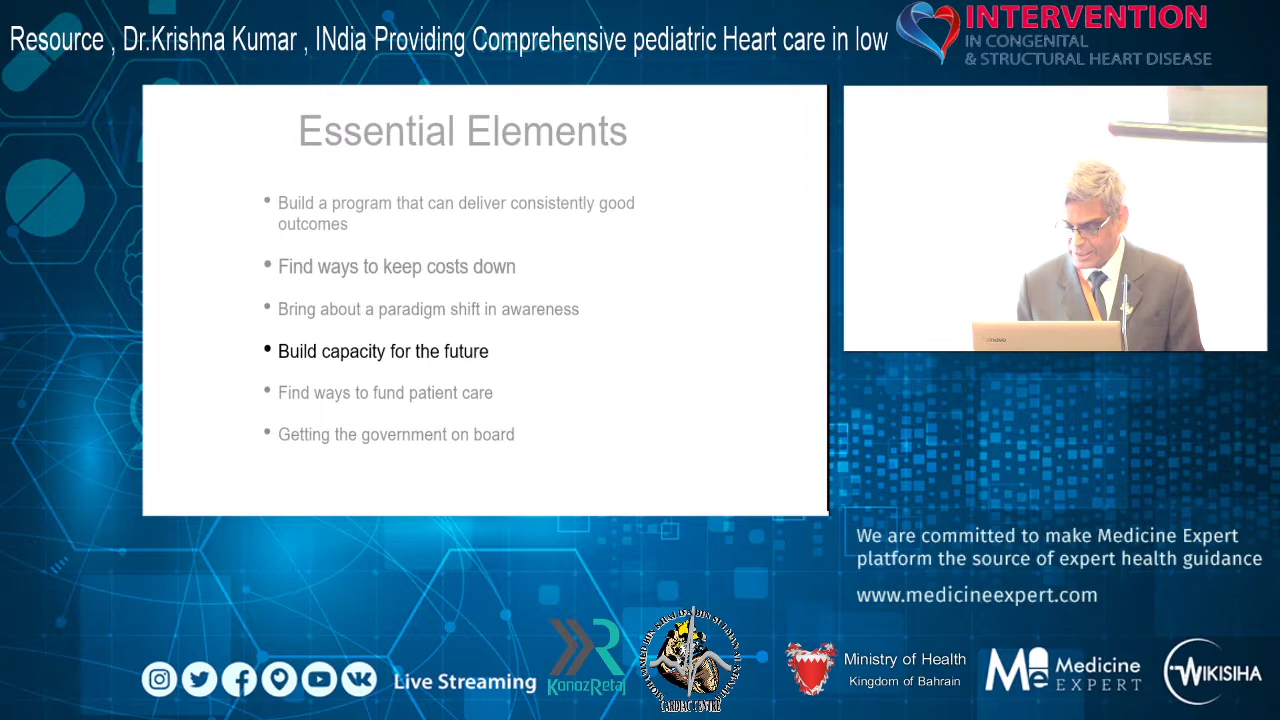 Resource , Dr.Krishna Kumar , INdia Providing Comprehensive pediatric Heart care in low
INTERVENTION
IN CONGENITAL
& STRUCTURAL HEART DISEASE
Essential Elements
• Build a program that can deliver consistently good
outcomes
• Find ways to keep costs down
• Bring about a paradigm shift in awareness
• Build capacity for the future
• Find ways to fund patient care
• Getting the government on board
We are committed to make Medicine Expert
platform the source of expert health guidance
www.medicineexpert.com
Live Streaming
KonozRetaj
CARDIAC CENTRE
Ministry of Health
Kingdom of Bahrain
Me
Medicine
EXPERT
WIKISIHA